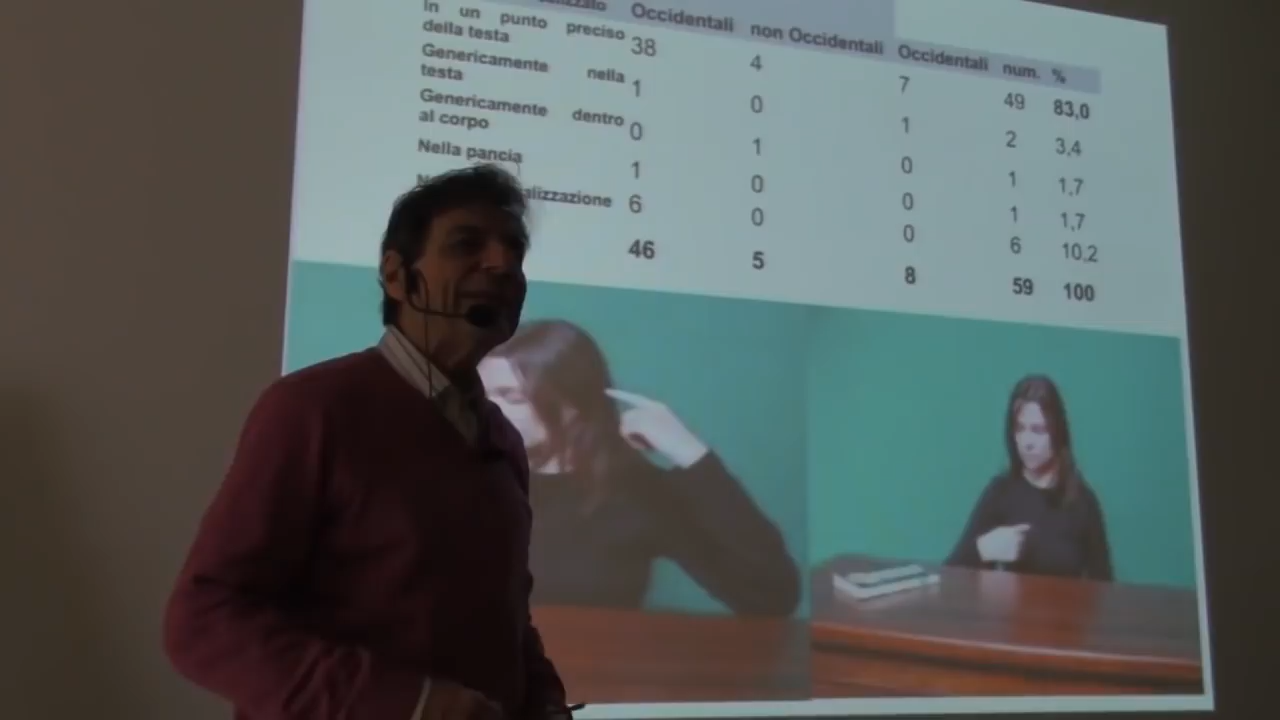 Occidentali non Occidentali Occidentali num. %
In un punto preciso 38 4 7 49 83,0
della testa
Genericamente nella 1 0 1 2 3,4
testa
Genericamente dentro 0 1 0 1 1,7
al corpo
Nella pancia 1 0 0 1 1,7
6 0 0 6 10,2
46 5 8 59 100